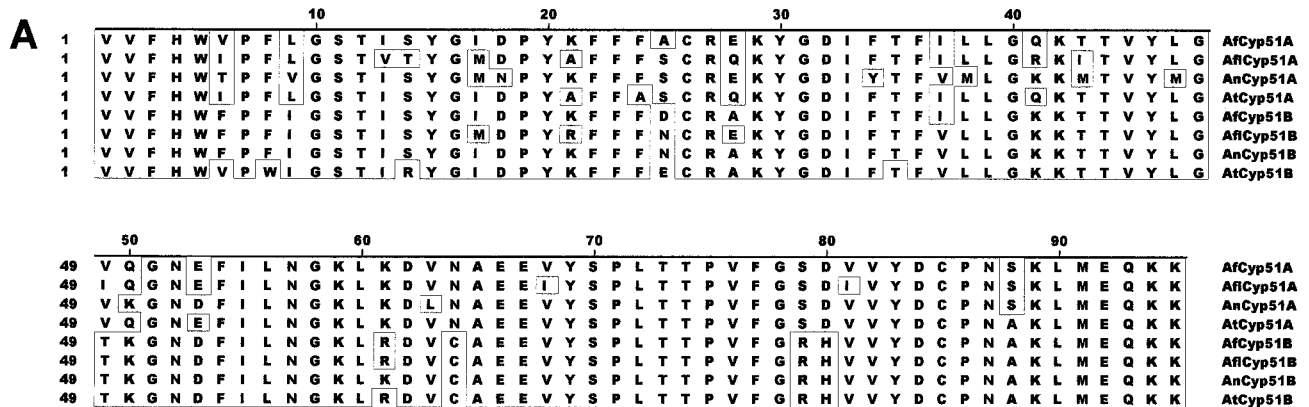 A
10 20 30 40
1 V V F H W V P F L G S T I S Y G I D P Y K F F F A C R E K Y G D I F T F I L L G Q K T T V Y L G AfCyp51A
1 V V F H W I P F L G S T V T Y G M D P Y A F F F S C R Q K Y G D I F T F I L L G R K I T V Y L G AflCyp51A
1 V V F H W T P F V G S T I S Y G M N P Y K F F F S C R E K Y G D I Y T F V M L G K K M T V Y M G AnCyp51A
1 V V F H W I P F L G S T I S Y G I D P Y A F F A S C R Q K Y G D I F T F I L L G Q K T T V Y L G AtCyp51A
1 V V F H W F P F I G S T I S Y G I D P Y K F F F D C R A K Y G D I F T F I L L G K K T T V Y L G AfCyp51B
1 V V F H W F P F I G S T I S Y G M D P Y R F F F N C R E K Y G D I F T F V L L G K K T T V Y L G AflCyp51B
1 V V F H W F P F I G S T I S Y G I D P Y K F F F N C R A K Y G D I F T F V L L G K K T T V Y L G AnCyp51B
1 V V F H W V P W I G S T I R Y G I D P Y K F F F E C R A K Y G D I F T F V L L G K K T T V Y L G AtCyp51B
50 60 70 80 90
49 V Q G N E F I L N G K L K D V N A E E V Y S P L T T P V F G S D V V Y D C P N S K L M E Q K K AfCyp51A
49 I Q G N E F I L N G K L K D V N A E E I Y S P L T T P V F G S D I V Y D C P N S K L M E Q K K AflCyp51A
49 V K G N D F I L N G K L K D L N A E E V Y S P L T T P V F G S D V V Y D C P N S K L M E Q K K AnCyp51A
49 V Q G N E F I L N G K L K D V N A E E V Y S P L T T P V F G S D V V Y D C P N A K L M E Q K K AtCyp51A
49 T K G N D F I L N G K L R D V C A E E V Y S P L T T P V F G R H V V Y D C P N A K L M E Q K K AfCyp51B
49 T K G N D F I L N G K L R D V C A E E V Y S P L T T P V F G R H V V Y D C P N A K L M E Q K K AflCyp51B
49 T K G N D F I L N G K L K D V C A E E V Y S P L T T P V F G R H V V Y D C P N A K L M E Q K K AnCyp51B
49 T K G N D F I L N G K L R D V C A E E V Y S P L T T P V F G R H V V Y D C P N A K L M E Q K K AtCyp51B